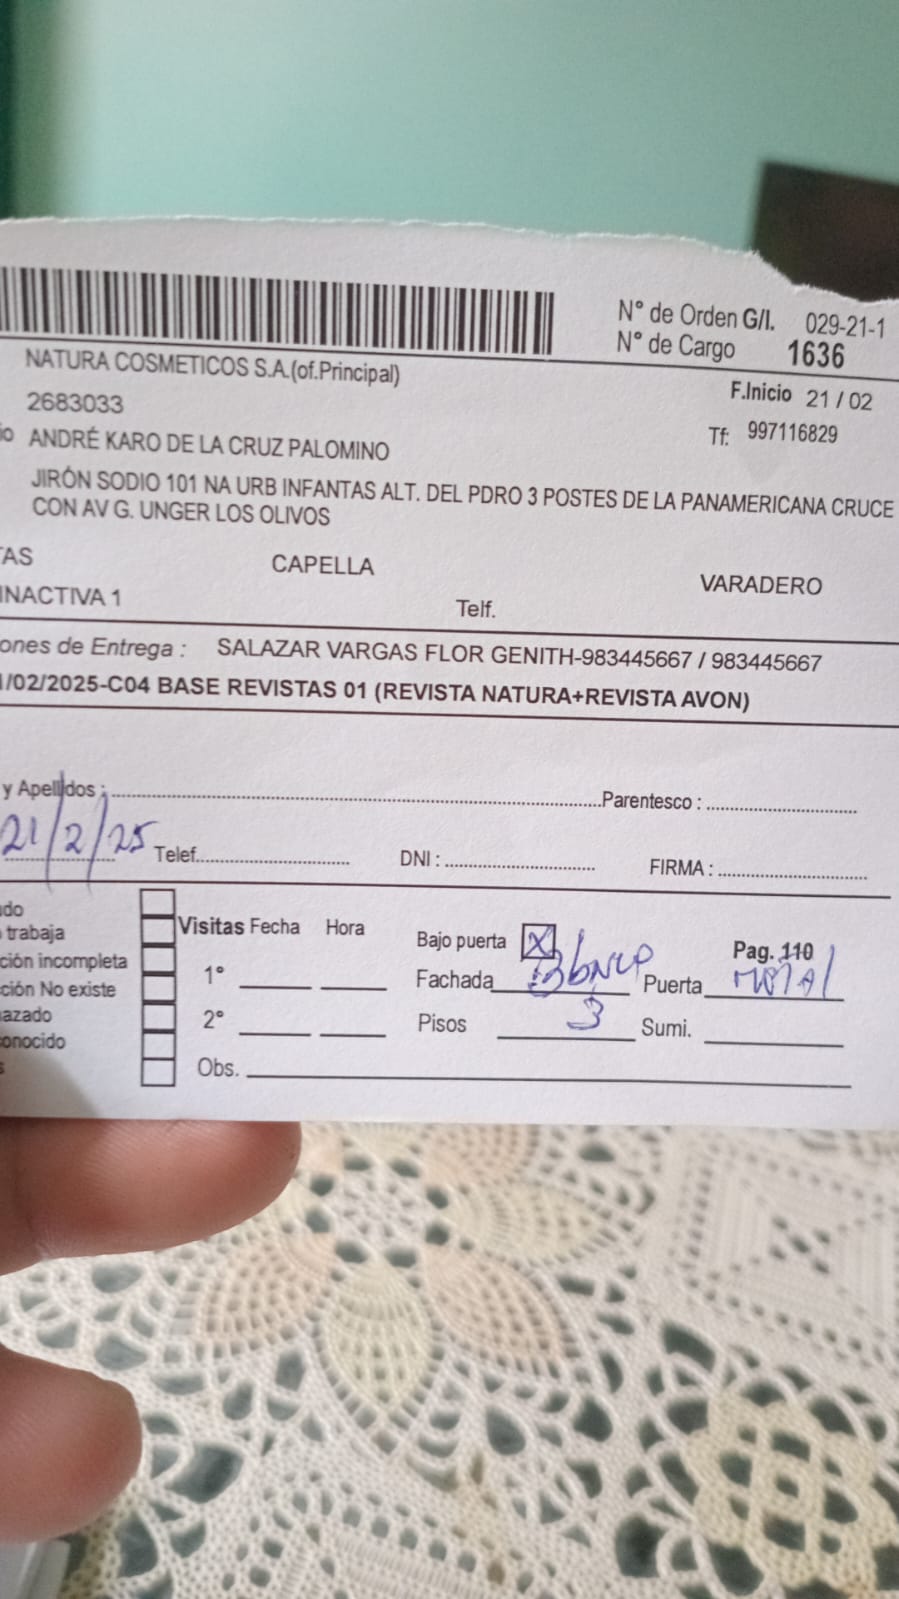 N° de Orden G/I. 029-21-1
N° de Cargo 1636
NATURA COSMETICOS S.A.(of.Principal)
F.Inicio 21 / 02
2683033
io ANDRÉ KARO DE LA CRUZ PALOMINO
Tf: 997116829
JIRÓN SODIO 101 NA URB INFANTAS ALT. DEL PDRO 3 POSTES DE LA PANAMERICANA CRUCE
CON AV G. UNGER LOS OLIVOS
TAS CAPELLA VARADERO
INACTIVA 1 Telf.
ones de Entrega : SALAZAR VARGAS FLOR GENITH-983445667 / 983445667
1/02/2025-C04 BASE REVISTAS 01 (REVISTA NATURA+REVISTA AVON)
y Apellidos : Parentesco :
21/2/25 Telef. DNI : FIRMA :
do
trabaja
ción incompleta
ción No existe
azado
onocido
s
Visitas Fecha Hora
1°
2°
Obs.
Bajo puerta X Pag. 110
Fachada Puerta
Pisos 3 Sumi.